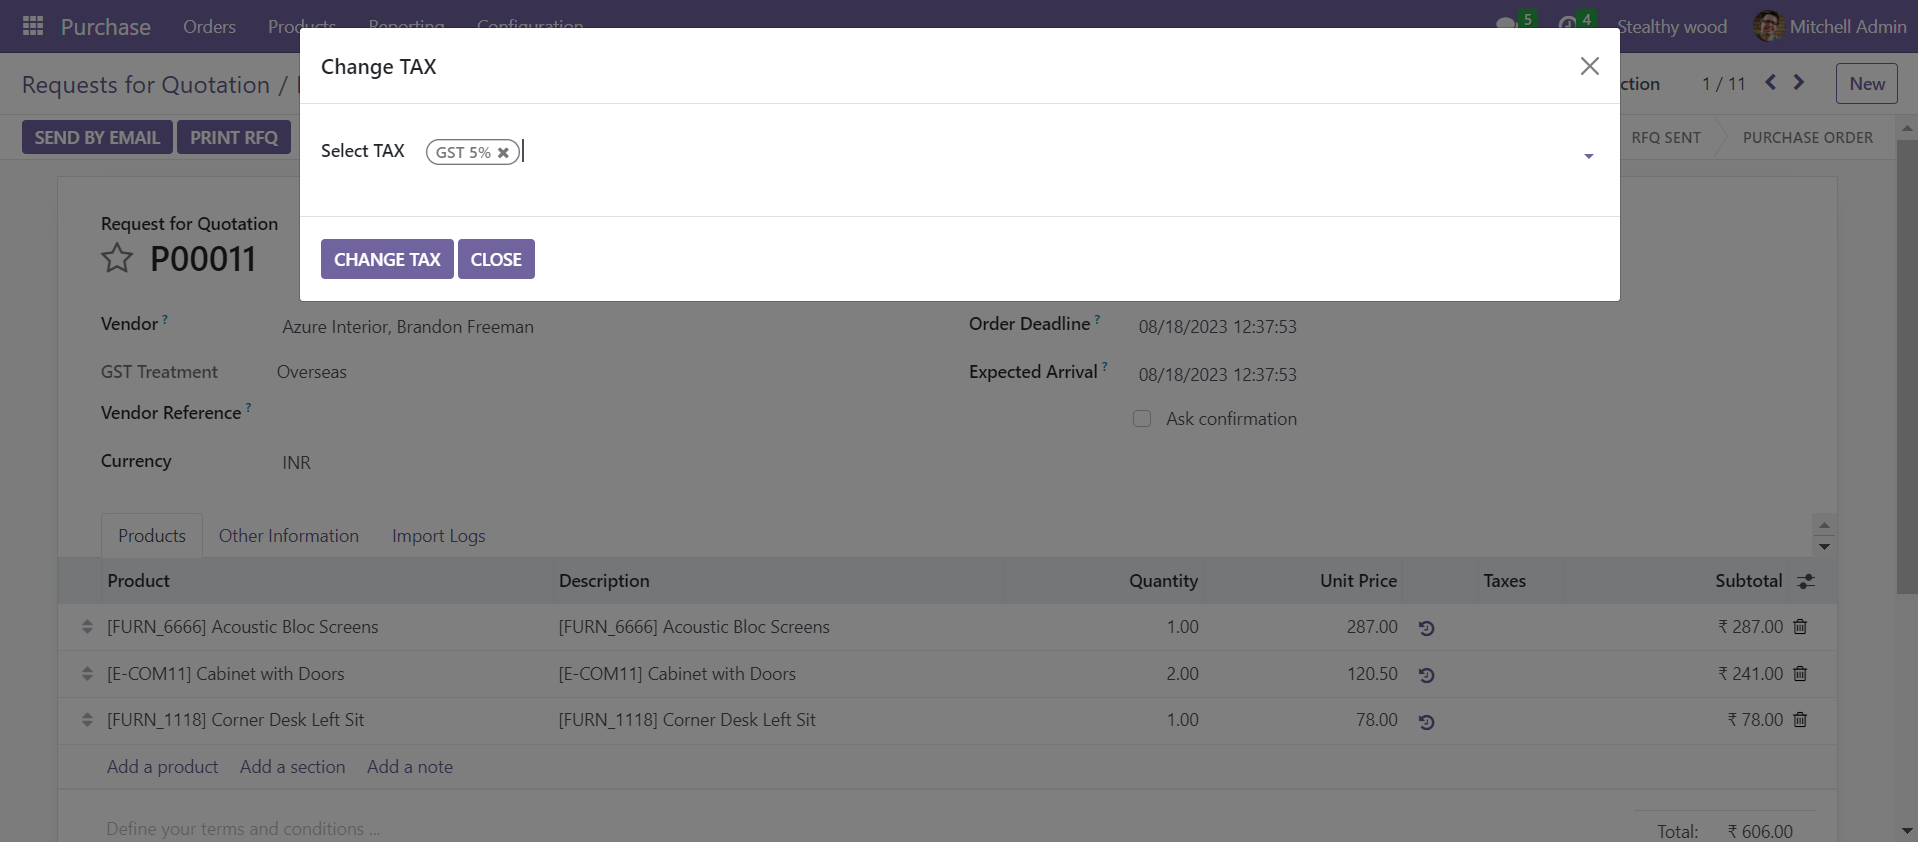 Purchase Orders Products Reporting Configuration 5 4 Stealthy wood Mitchell Admin
Change TAX
Requests for Quotation / ction 1 / 11 New
SEND BY EMAIL PRINT RFQ RFQ SENT PURCHASE ORDER
Select TAX GST 5%
Request for Quotation
P00011
CHANGE TAX CLOSE
Vendor ? Azure Interior, Brandon Freeman Order Deadline ? 08/18/2023 12:37:53
GST Treatment Overseas Expected Arrival ? 08/18/2023 12:37:53
Vendor Reference ? Ask confirmation
Currency INR
Products Other Information Import Logs
Product Description Quantity Unit Price Taxes Subtotal
[FURN_6666] Acoustic Bloc Screens [FURN_6666] Acoustic Bloc Screens 1.00 287.00 ₹ 287.00
[E-COM11] Cabinet with Doors [E-COM11] Cabinet with Doors 2.00 120.50 ₹ 241.00
[FURN_1118] Corner Desk Left Sit [FURN_1118] Corner Desk Left Sit 1.00 78.00 ₹ 78.00
Add a product Add a section Add a note
Define your terms and conditions ...
Total: ₹ 606.00